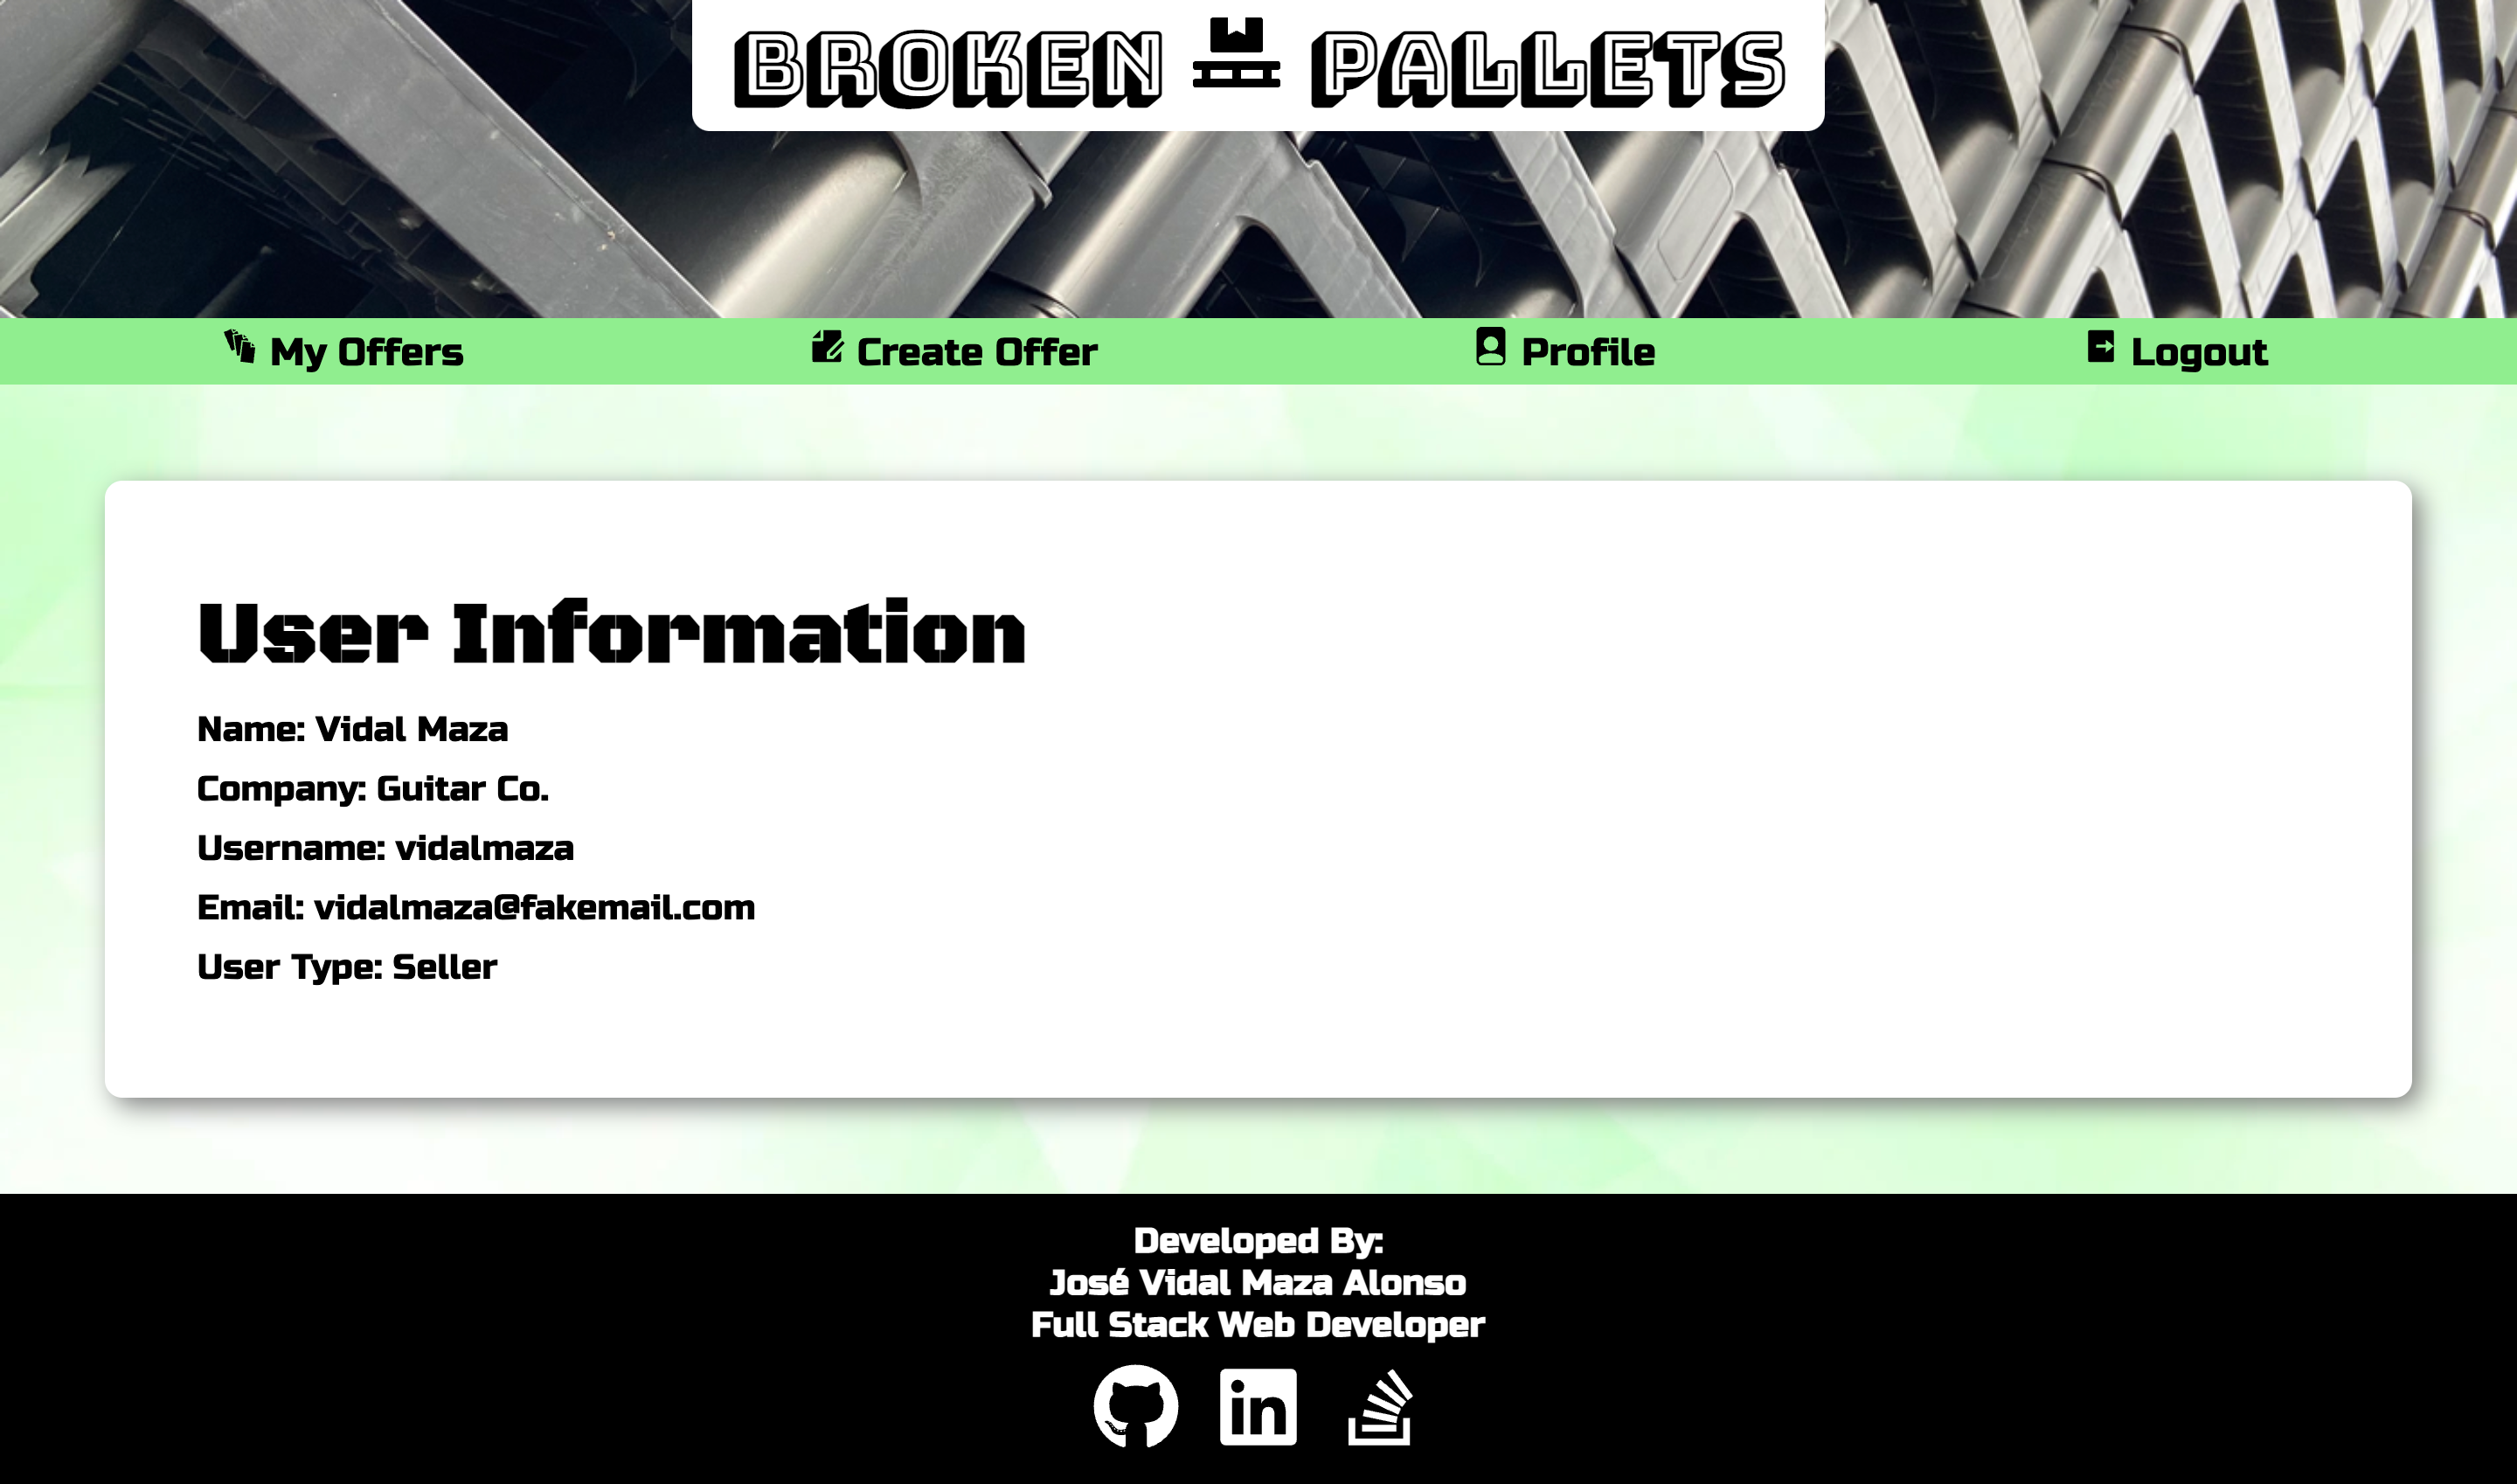 BROKEN PALLETS
My Offers
Create Offer
Profile
Logout
User Information
Name: Vidal Maza
Company: Guitar Co.
Username: vidalmaza
Email: vidalmaza@fakemail.com
User Type: Seller
Developed By:
José Vidal Maza Alonso
Full Stack Web Developer
in